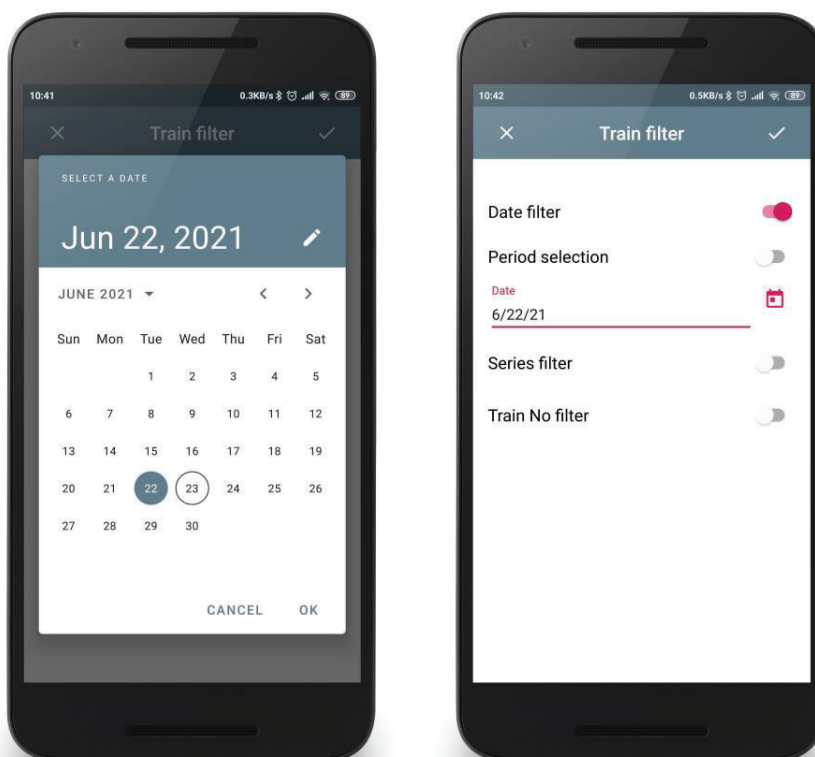 10:41 0.3KB/s 89
Train filter
SELECT A DATE
Jun 22, 2021
JUNE 2021
Sun Mon Tue Wed Thu Fri Sat
1 2 3 4 5
6 7 8 9 10 11 12
13 14 15 16 17 18 19
20 21 22 23 24 25 26
27 28 29 30
CANCEL OK
10:42 0.5KB/s 89
Train filter
Date filter
Period selection
Date
6/22/21
Series filter
Train No filter